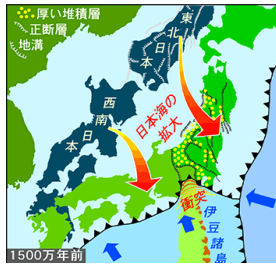 厚い堆積層
正断層
地溝
東北日本
西南日本
日本海の
拡大
衝突
伊豆諸島
1500万年前